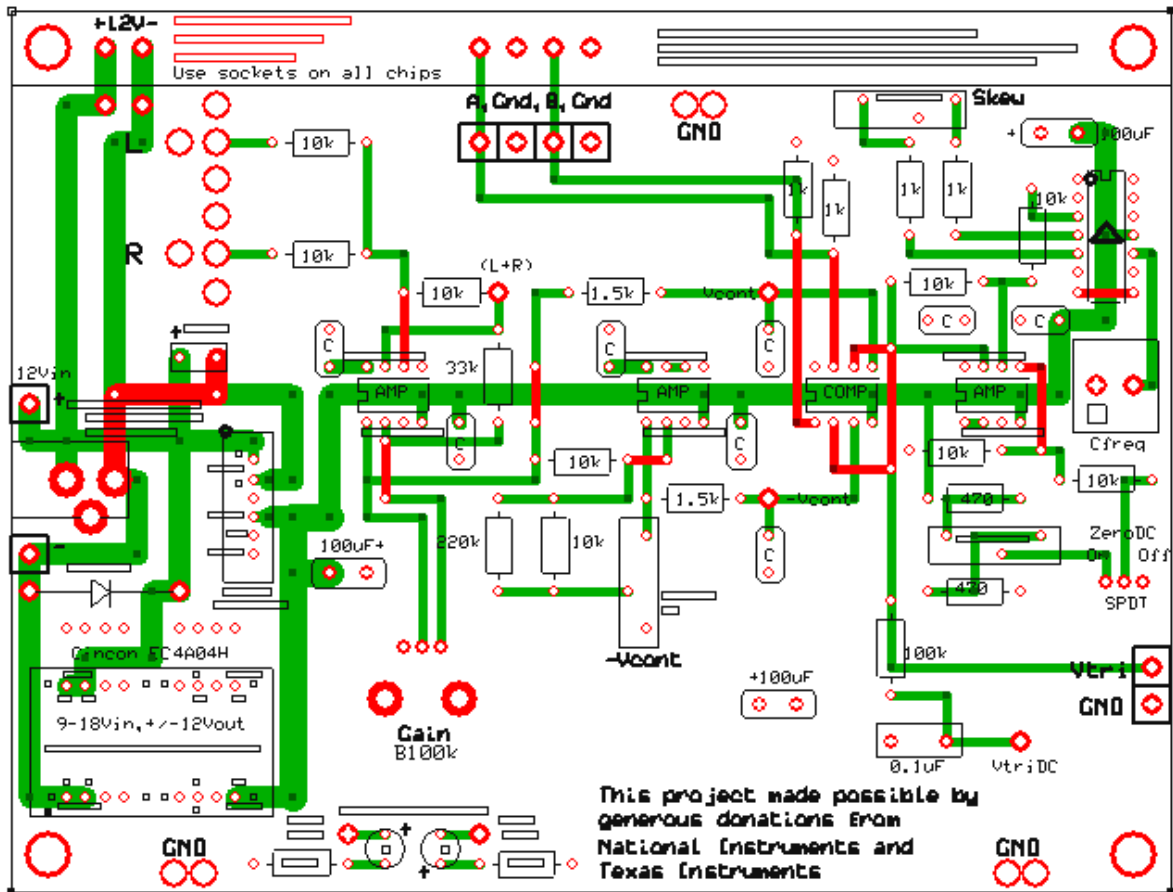 +12V-
Use sockets on all chips
A, Gnd, B, Gnd
GND
Skew
+
100uF
L
10k
1k
1k
1k
1k
10k
R
10k
(L+R)
10k
1.5k
Vcont
10k
+
C
C
C
C
C
33k
12Vin
+
AMP
AMP
COMP
AMP
C
C
Cfreq
10k
10k
10k
1.5k
-Vcont
470
220k
10k
100uF+
C
ZeroDC
On Off
-
470
SPDT
Cincon EC4A04H
-Vcont
100k
Vtri
+100uF
GND
9-18Vin,+/-12Vout
Gain
B100k
0.1uF
VtriDC
This project made possible by
generous donations from
National Instruments and
Texas Instruments
+
+
GND
GND